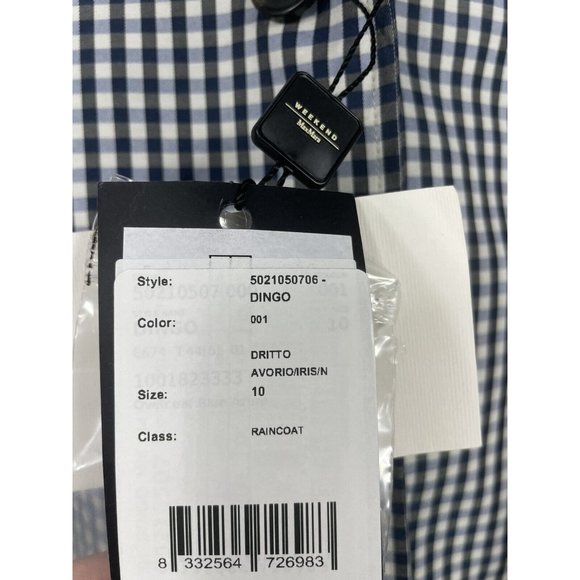 WEEKEND
MaxMara
Style: 5021050706 -
DINGO
Color: 001
DRITTO
AVORIO/IRIS/N
Size: 10
Class: RAINCOAT
8 332564 726983